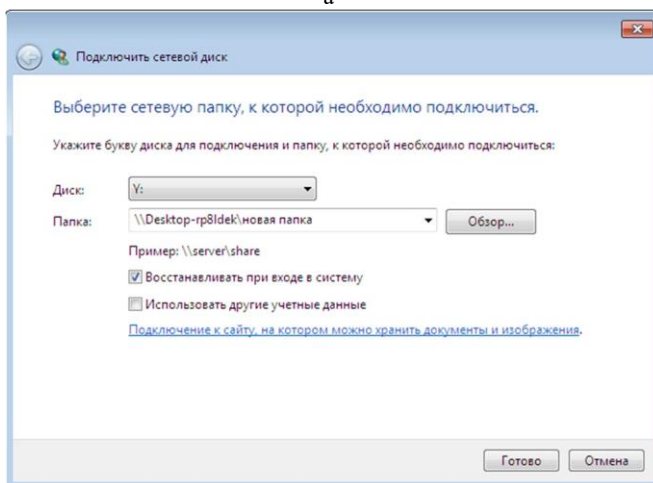 а
Подключить сетевой диск
Выберите сетевую папку, к которой необходимо подключиться.
Укажите букву диска для подключения и папку, к которой необходимо подключиться:
Диск: Y:
Папка: \\Desktop-rp8ldek\новая папка Обзор...
Пример: \\server\share
Восстанавливать при входе в систему
Использовать другие учетные данные
Подключение к сайту, на котором можно хранить документы и изображения.
Готово Отмена